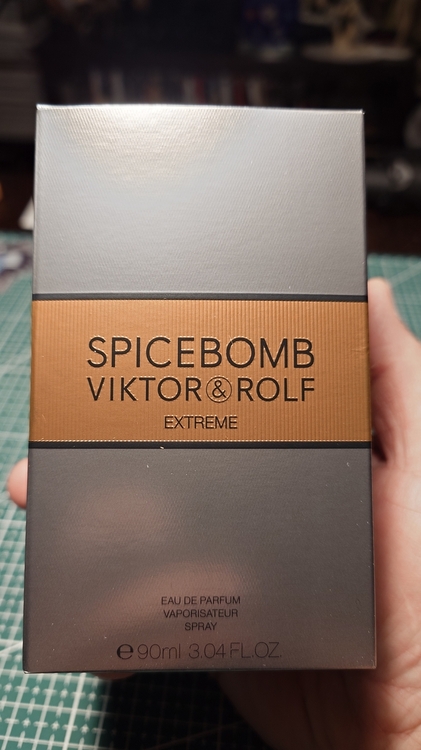 SPICEBOMB
VIKTOR&ROLF
EXTREME
EAU DE PARFUM
VAPORISATEUR
SPRAY
℮ 90ml 3.04 FL.OZ.